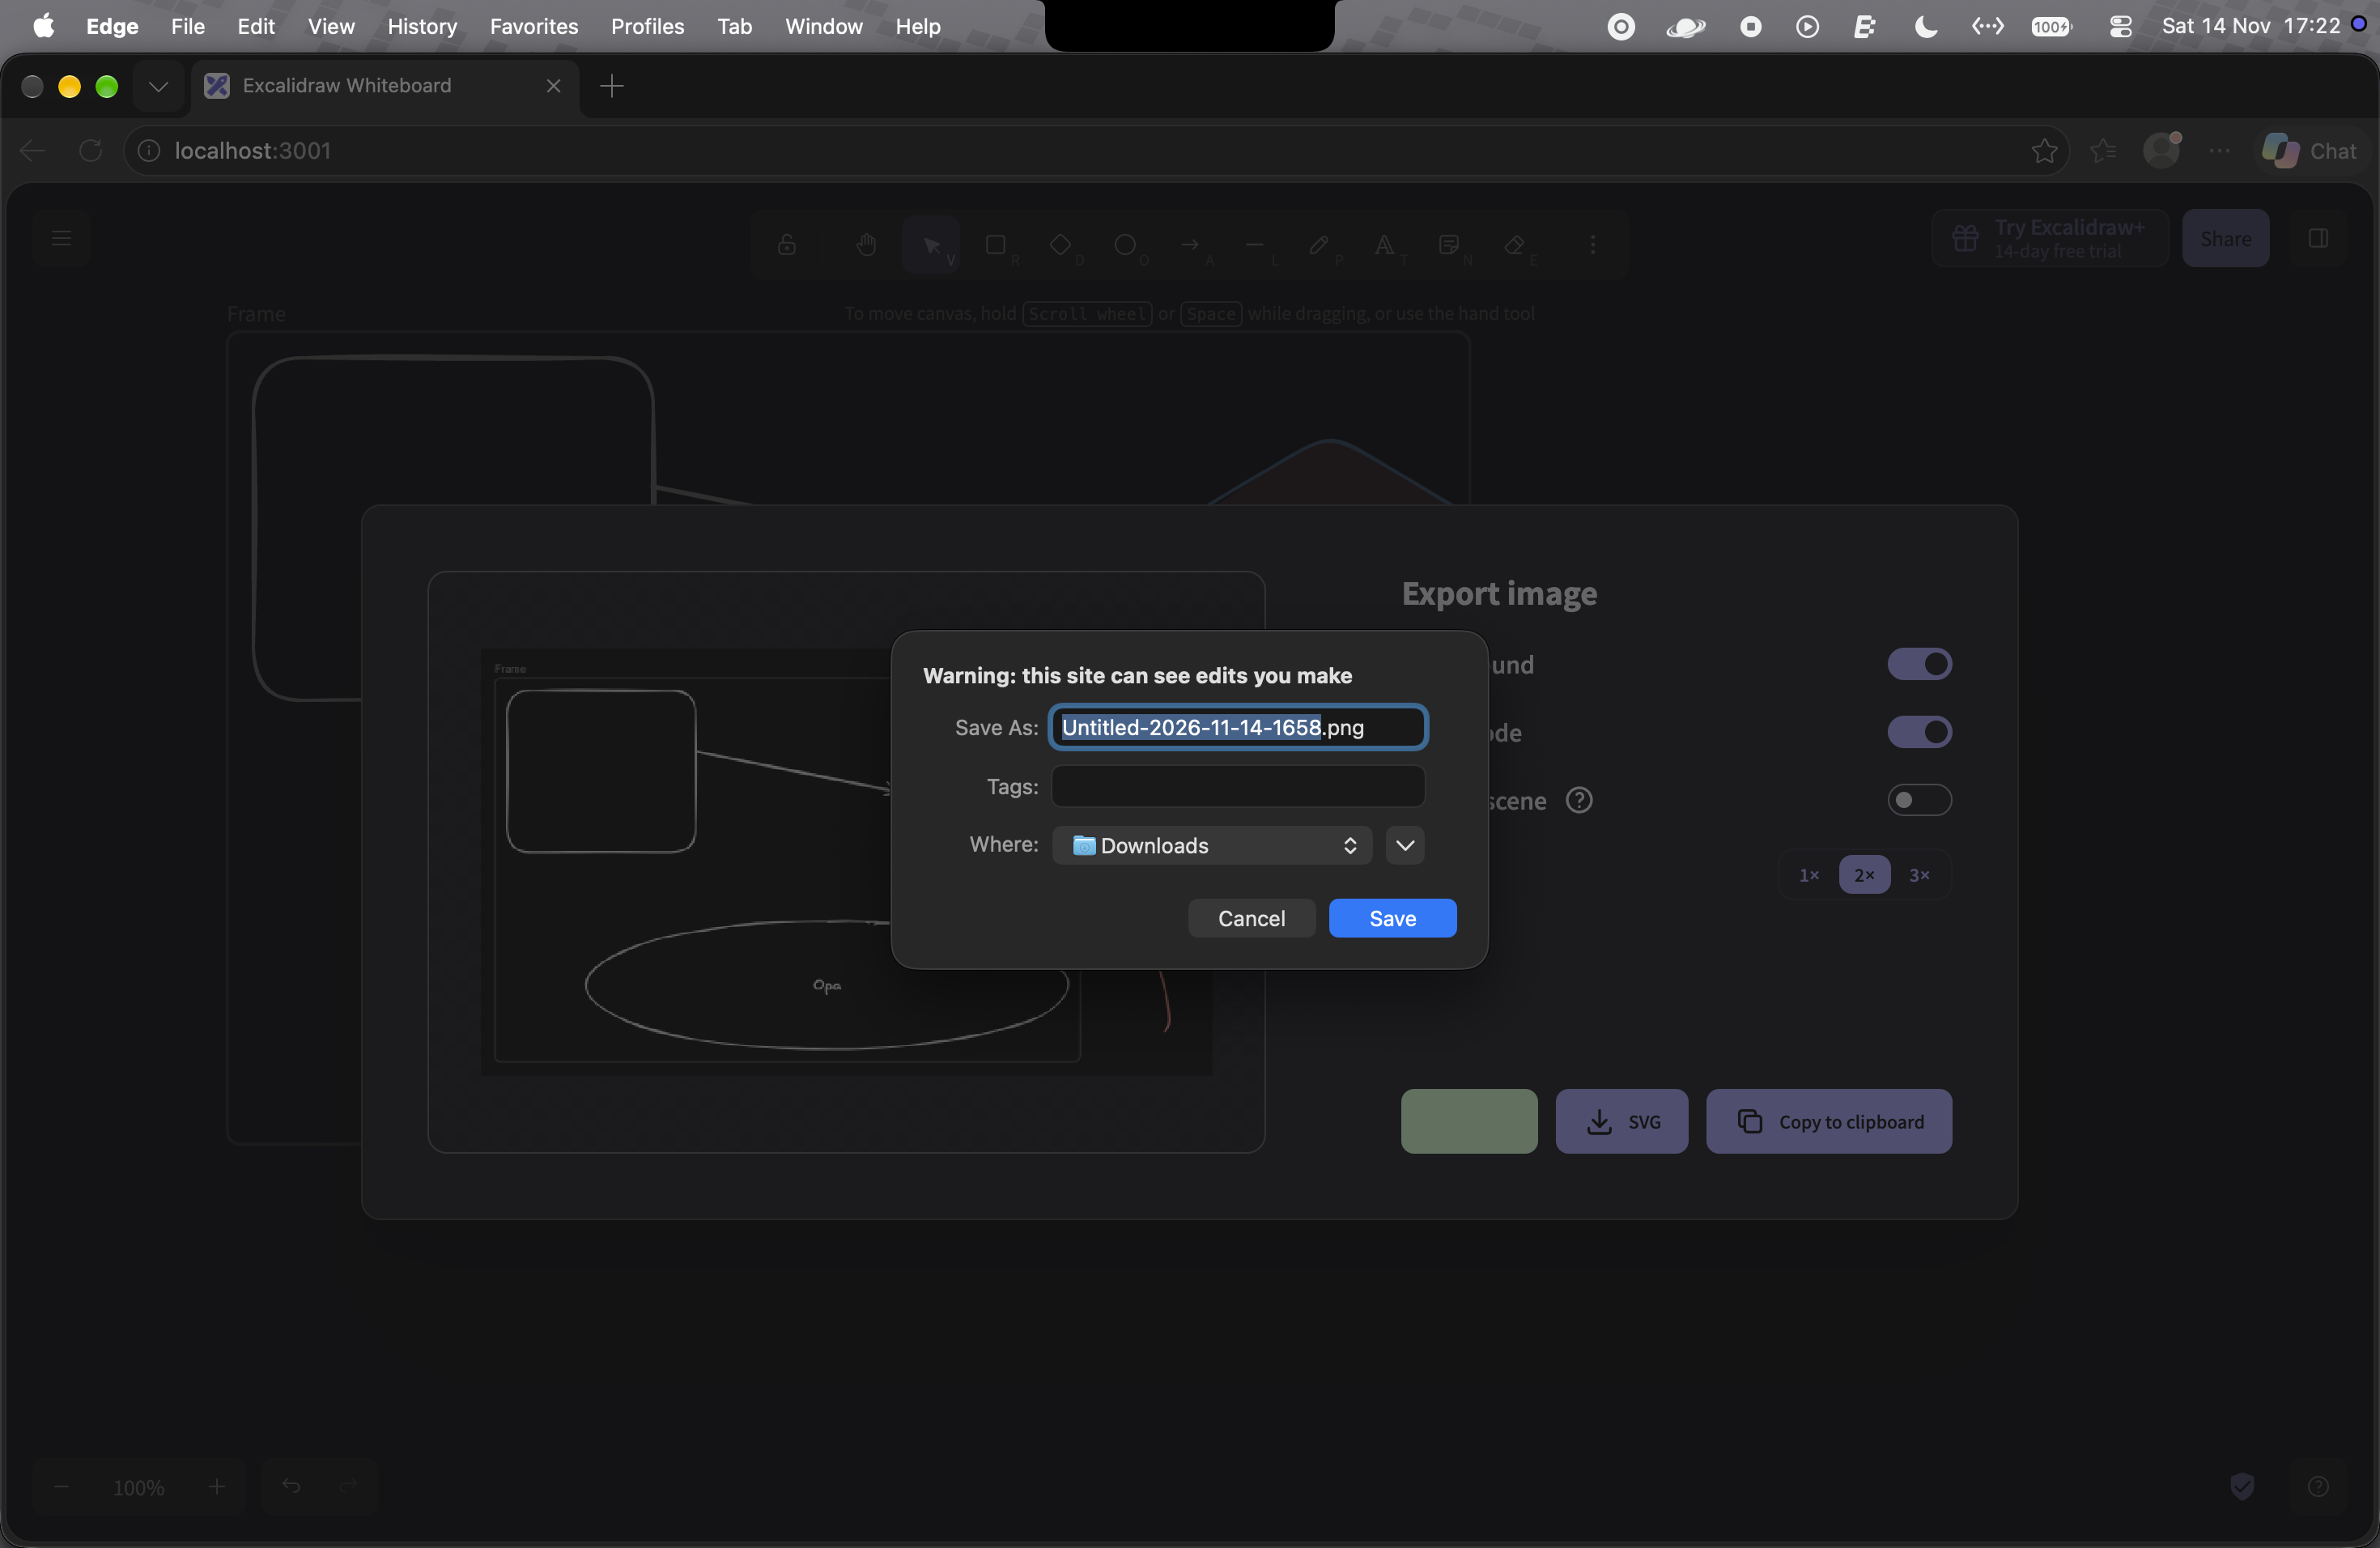 Edge File Edit View History Favorites Profiles Tab Window Help 100 Sat 14 Nov 17:22
Excalidraw Whiteboard
localhost:3001 Chat
V R D O A L P T N E
Try Excalidraw+
14-day free trial
Share
Frame
To move canvas, hold Scroll wheel or Space while dragging, or use the hand tool
Export image
Frame
Opa
Warning: this site can see edits you make
Save As: Untitled-2026-11-14-1658.png
Tags:
Where: Downloads
Cancel Save
und
ode
scene ?
1× 2× 3×
SVG Copy to clipboard
100%